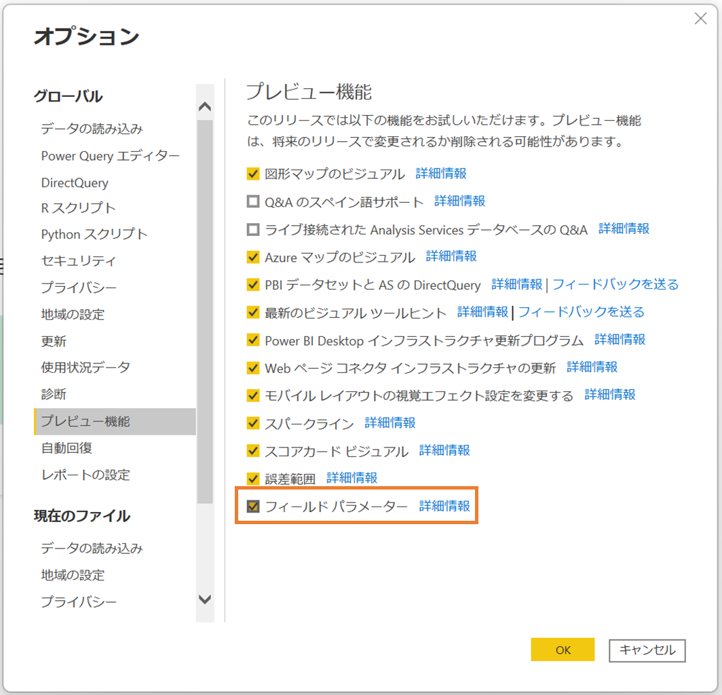 オプション
グローバル
データの読み込み
Power Query エディター
DirectQuery
R スクリプト
Python スクリプト
セキュリティ
プライバシー
地域の設定
更新
使用状況データ
診断
プレビュー機能
自動回復
レポートの設定
現在のファイル
データの読み込み
地域の設定
プライバシー
プレビュー機能
このリリースでは以下の機能をお試しいただけます。プレビュー機能
は、将来のリリースで変更されるか削除される可能性があります。
図形マップのビジュアル 詳細情報
Q&A のスペイン語サポート 詳細情報
ライブ接続された Analysis Services データベースの Q&A 詳細情報
Azure マップのビジュアル 詳細情報
PBI データセットと AS の DirectQuery 詳細情報 | フィードバックを送る
最新のビジュアル ツールヒント 詳細情報 | フィードバックを送る
Power BI Desktop インフラストラクチャ更新プログラム 詳細情報
Web ページ コネクタ インフラストラクチャの更新 詳細情報
モバイル レイアウトの視覚エフェクト設定を変更する 詳細情報
スパークライン 詳細情報
スコアカード ビジュアル 詳細情報
誤差範囲 詳細情報
フィールド パラメーター 詳細情報
OK
キャンセル